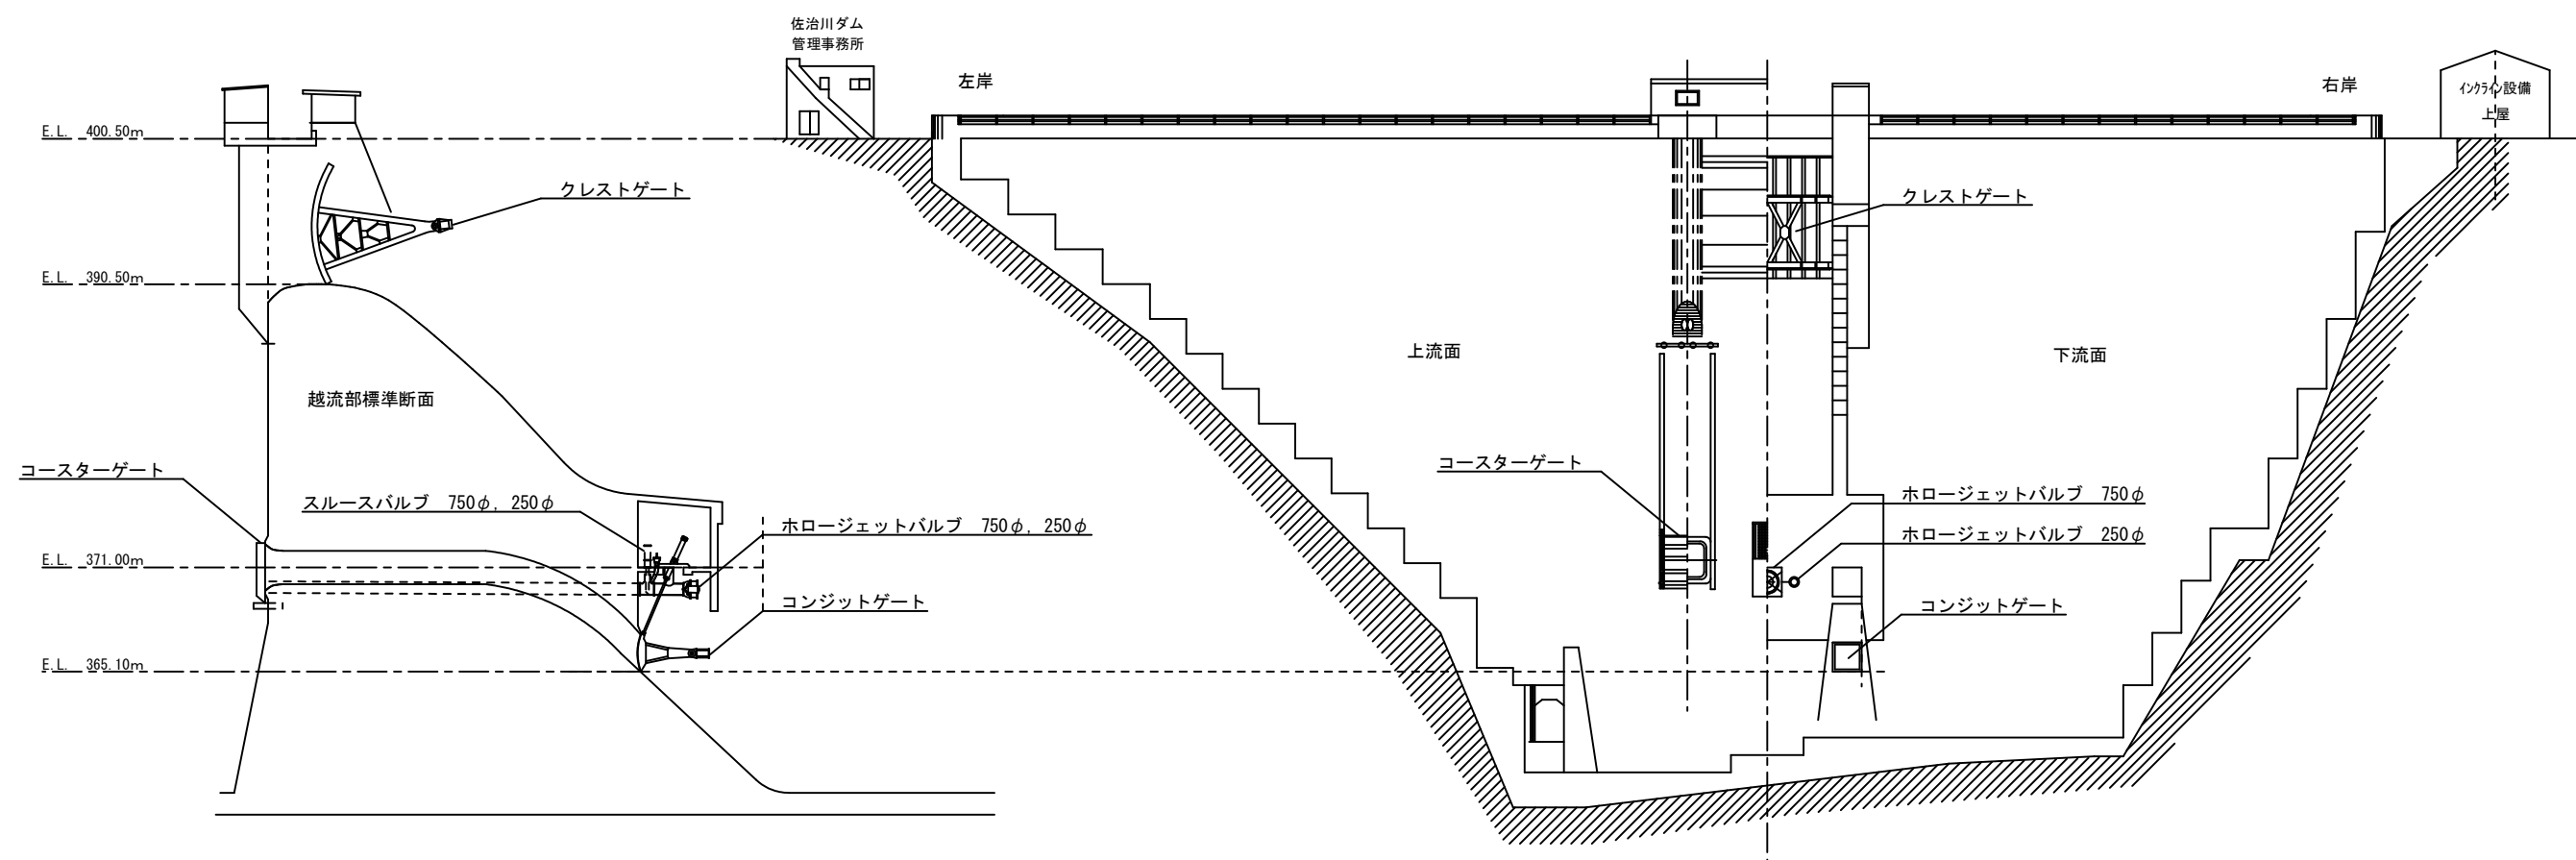 佐治川ダム
管理事務所
左岸
右岸
インクライン設備
上屋
E.L. 400.50m
クレストゲート
クレストゲート
E.L. 390.50m
上流面
下流面
越流部標準断面
コースターゲート
コースターゲート
スルースバルブ 750φ, 250φ
ホロージェットバルブ 750φ
ホロージェットバルブ 750φ, 250φ
ホロージェットバルブ 250φ
E.L. 371.00m
コンジットゲート
コンジットゲート
E.L. 365.10m